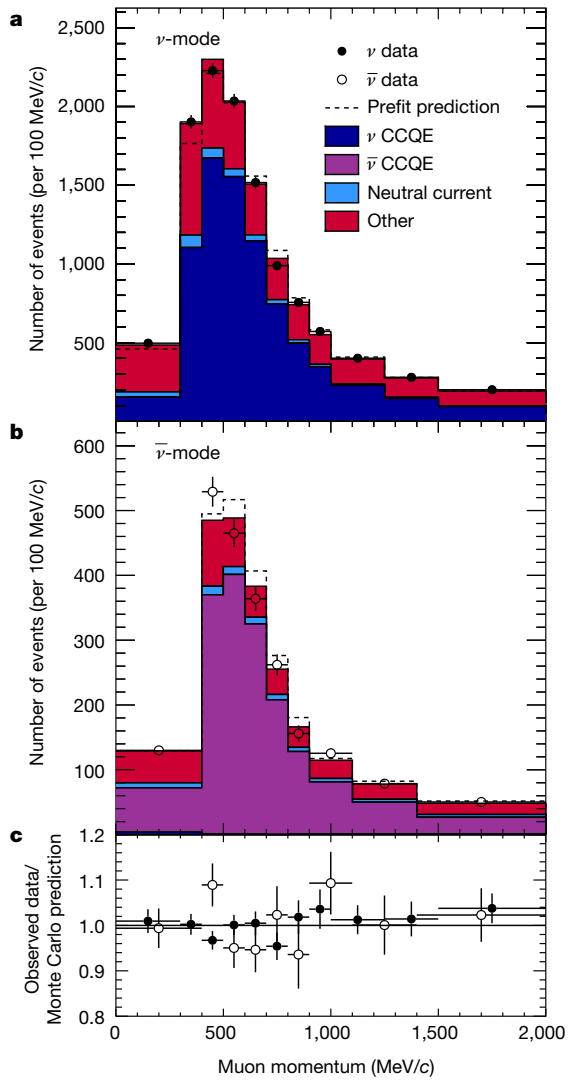 a
ν-mode
ν data
ν̅ data
Prefit prediction
ν CCQE
ν̅ CCQE
Neutral current
Other
2,500
2,000
1,500
1,000
500
Number of events (per 100 MeV/c)
b
ν̅-mode
600
500
400
300
200
100
Number of events (per 100 MeV/c)
c
1.2
1.1
1.0
0.9
0.8
Observed data/
Monte Carlo prediction
0
500
1,000
1,500
2,000
Muon momentum (MeV/c)